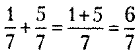 1/7 + 5/7 = 1+5/7 = 6/7